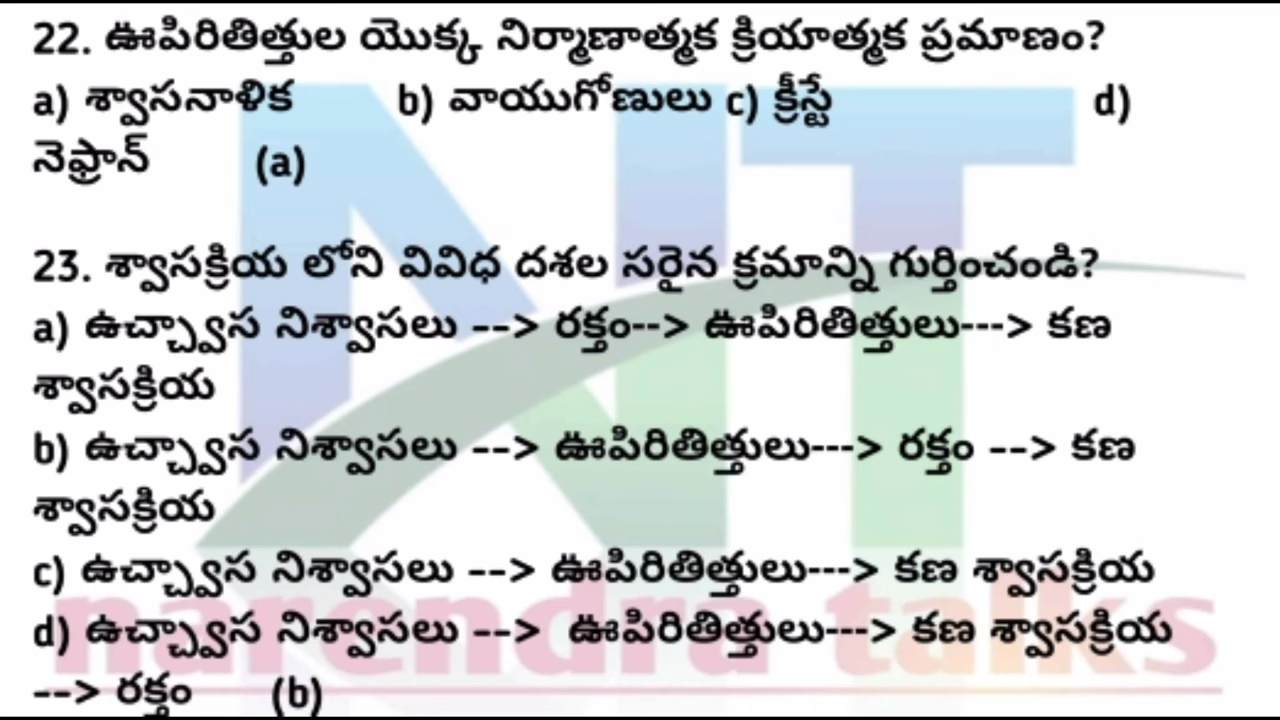 22. ఊపిరితిత్తుల యొక్క నిర్మాణాత్మక క్రియాత్మక ప్రమాణం?
a) శ్వాసనాళిక b) వాయుగోణులు c) క్రీస్టే d)
నెఫ్రాన్ (a)
23. శ్వాసక్రియ లోని వివిధ దశల సరైన క్రమాన్ని గుర్తించండి?
a) ఉచ్ఛ్వాస నిశ్వాసలు --> రక్తం--> ఊపిరితిత్తులు---> కణ
శ్వాసక్రియ
b) ఉచ్ఛ్వాస నిశ్వాసలు --> ఊపిరితిత్తులు---> రక్తం --> కణ
శ్వాసక్రియ
c) ఉచ్ఛ్వాస నిశ్వాసలు --> ఊపిరితిత్తులు---> కణ శ్వాసక్రియ
d) ఉచ్ఛ్వాస నిశ్వాసలు --> ఊపిరితిత్తులు---> కణ శ్వాసక్రియ
--> రక్తం (b)
NT
narendra talks